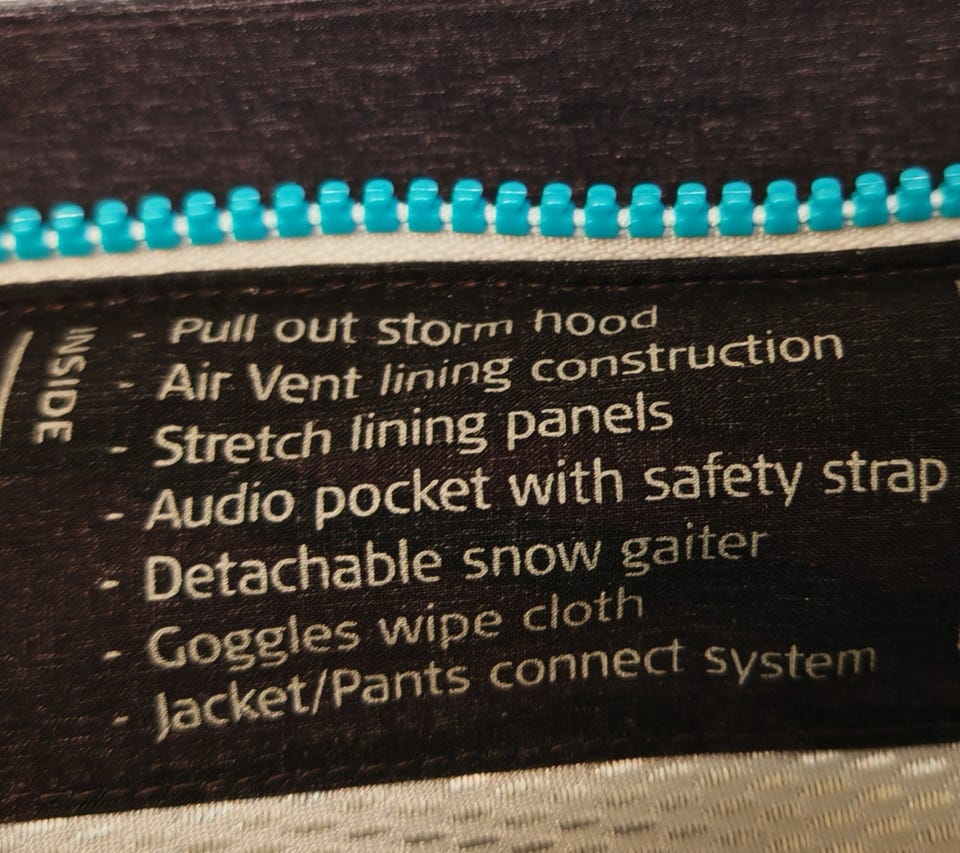 INSIDE
- Pull out storm hood
- Air Vent lining construction
- Stretch lining panels
- Audio pocket with safety strap
- Detachable snow gaiter
- Goggles wipe cloth
- Jacket/Pants connect system